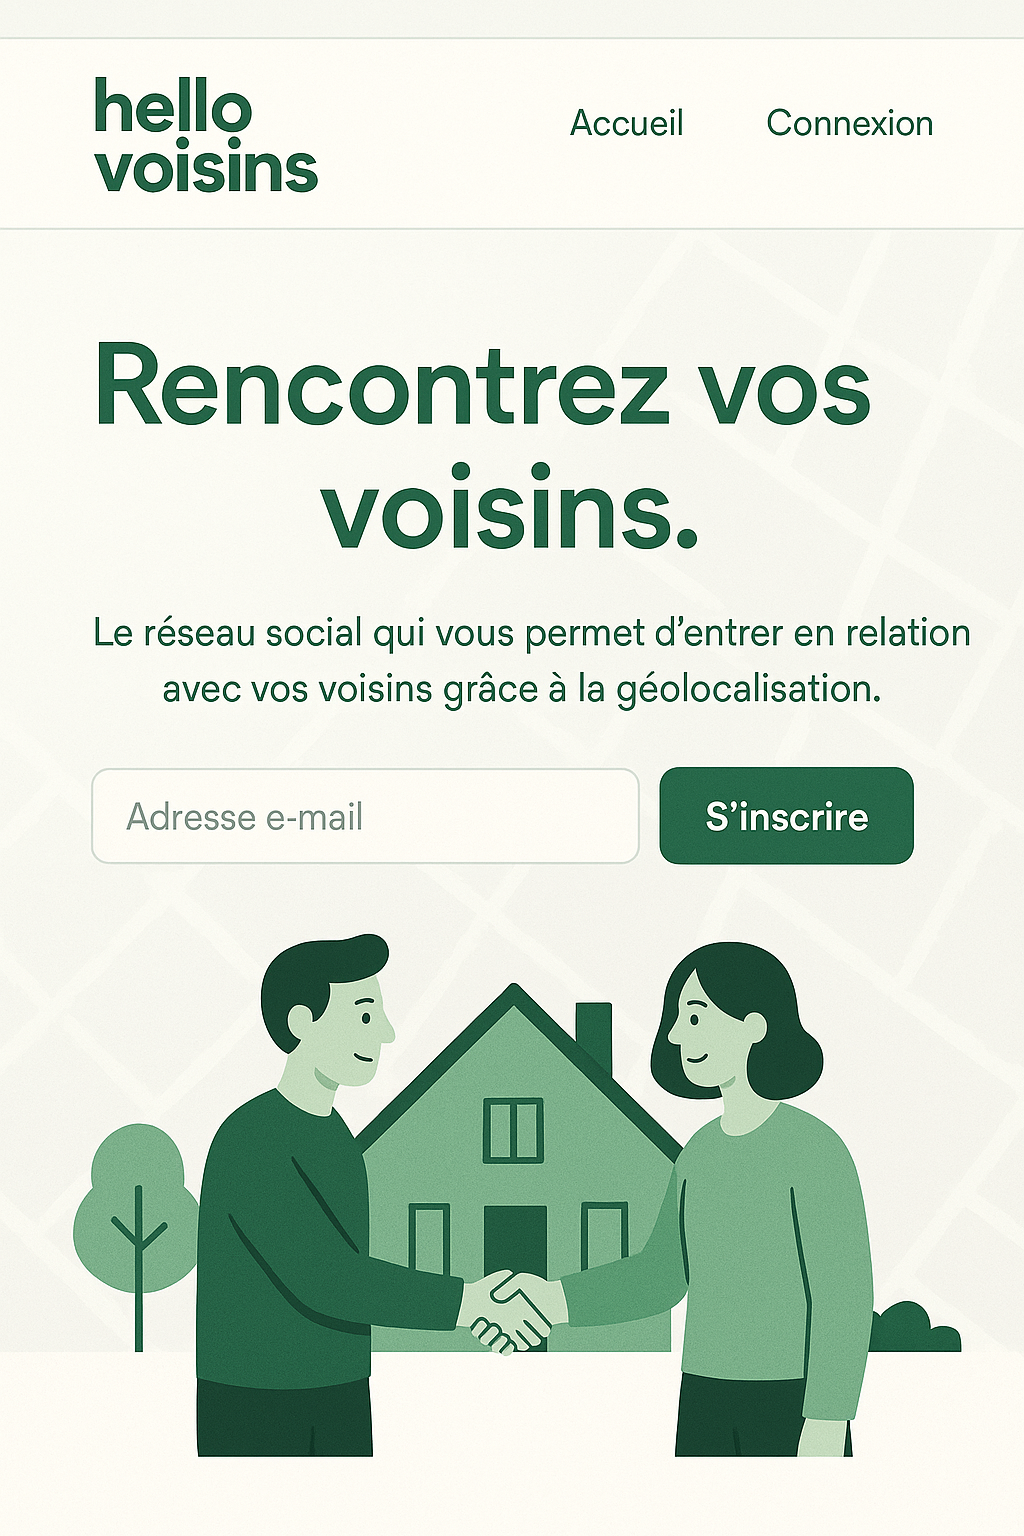 hello
voisins
Accueil
Connexion
Rencontrez vos
voisins.
Le réseau social qui vous permet d’entrer en relation
avec vos voisins grâce à la géolocalisation.
Adresse e-mail
S’inscrire